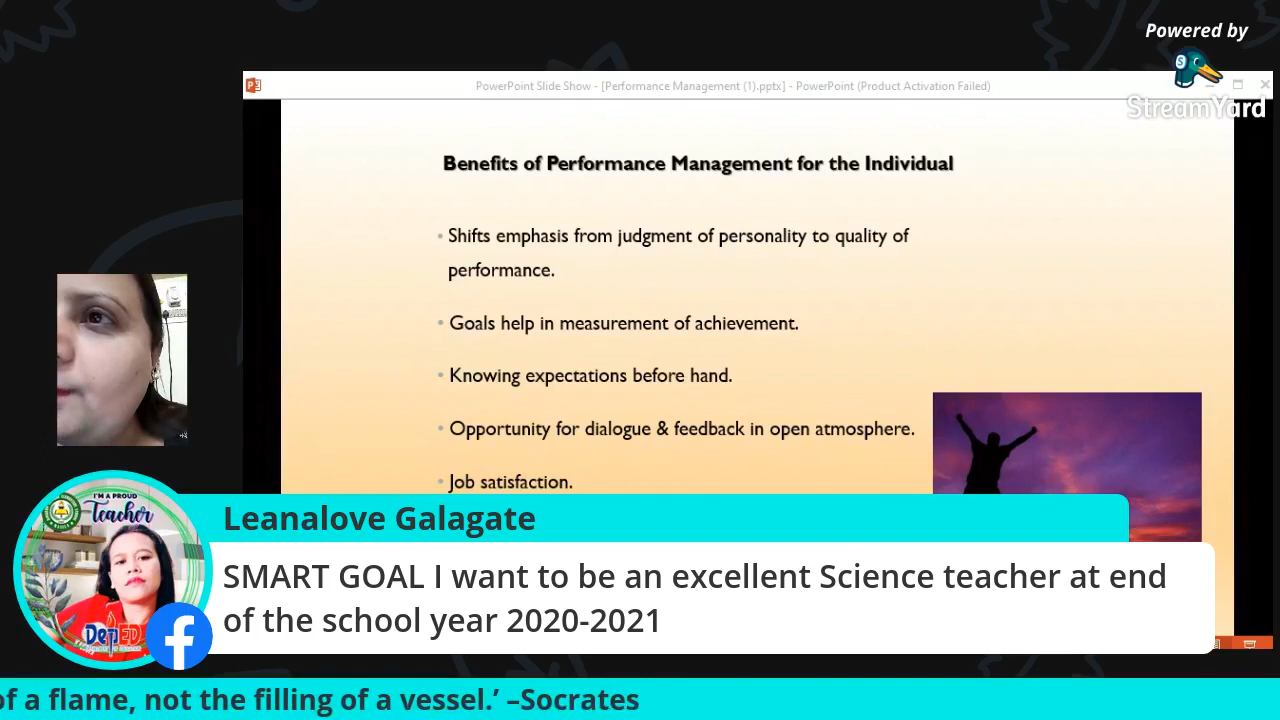 Powered by
StreamYard
PowerPoint Slide Show - [Performance Management (1).pptx] - PowerPoint (Product Activation Failed)
Benefits of Performance Management for the Individual
• Shifts emphasis from judgment of personality to quality of
performance.
• Goals help in measurement of achievement.
• Knowing expectations before hand.
• Opportunity for dialogue & feedback in open atmosphere.
• Job satisfaction.
I'M A PROUD
Teacher
DepED
Leanalove Galagate
SMART GOAL I want to be an excellent Science teacher at end
of the school year 2020-2021
of a flame, not the filling of a vessel.’ –Socrates